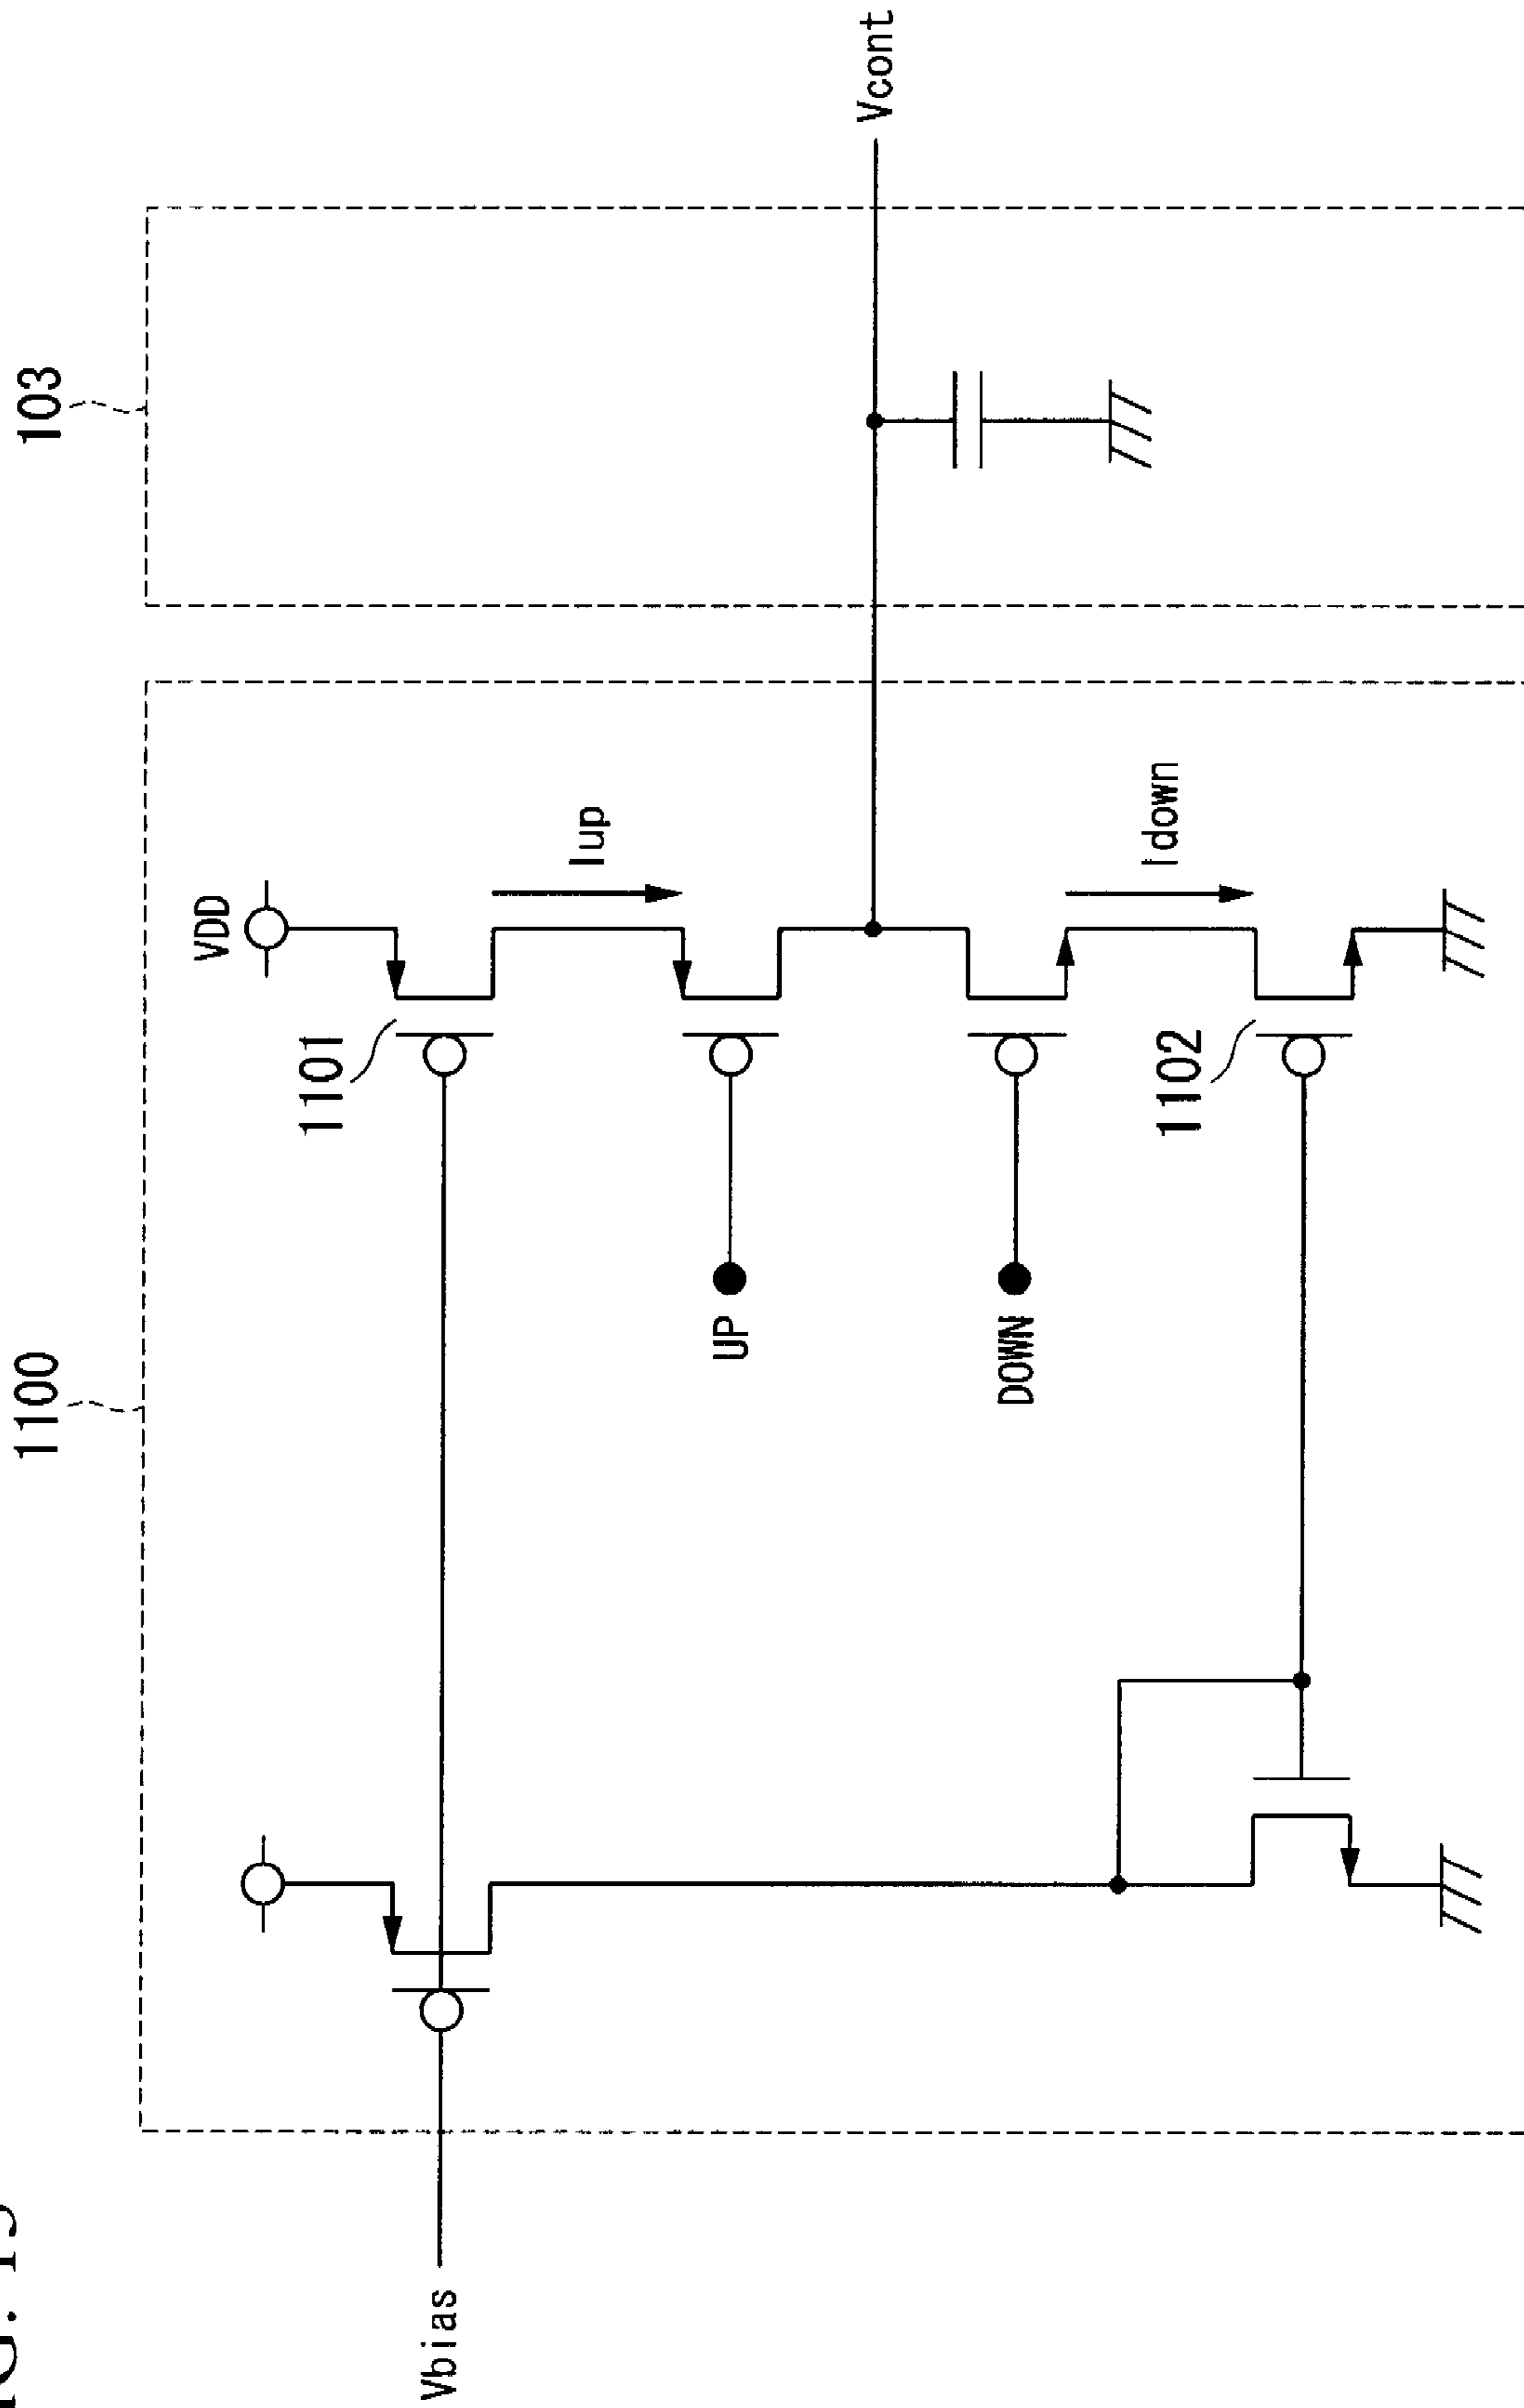 1100
103
VDD
1101
Iup
Vbias
UP
Vcont
DOWN
Idown
1102